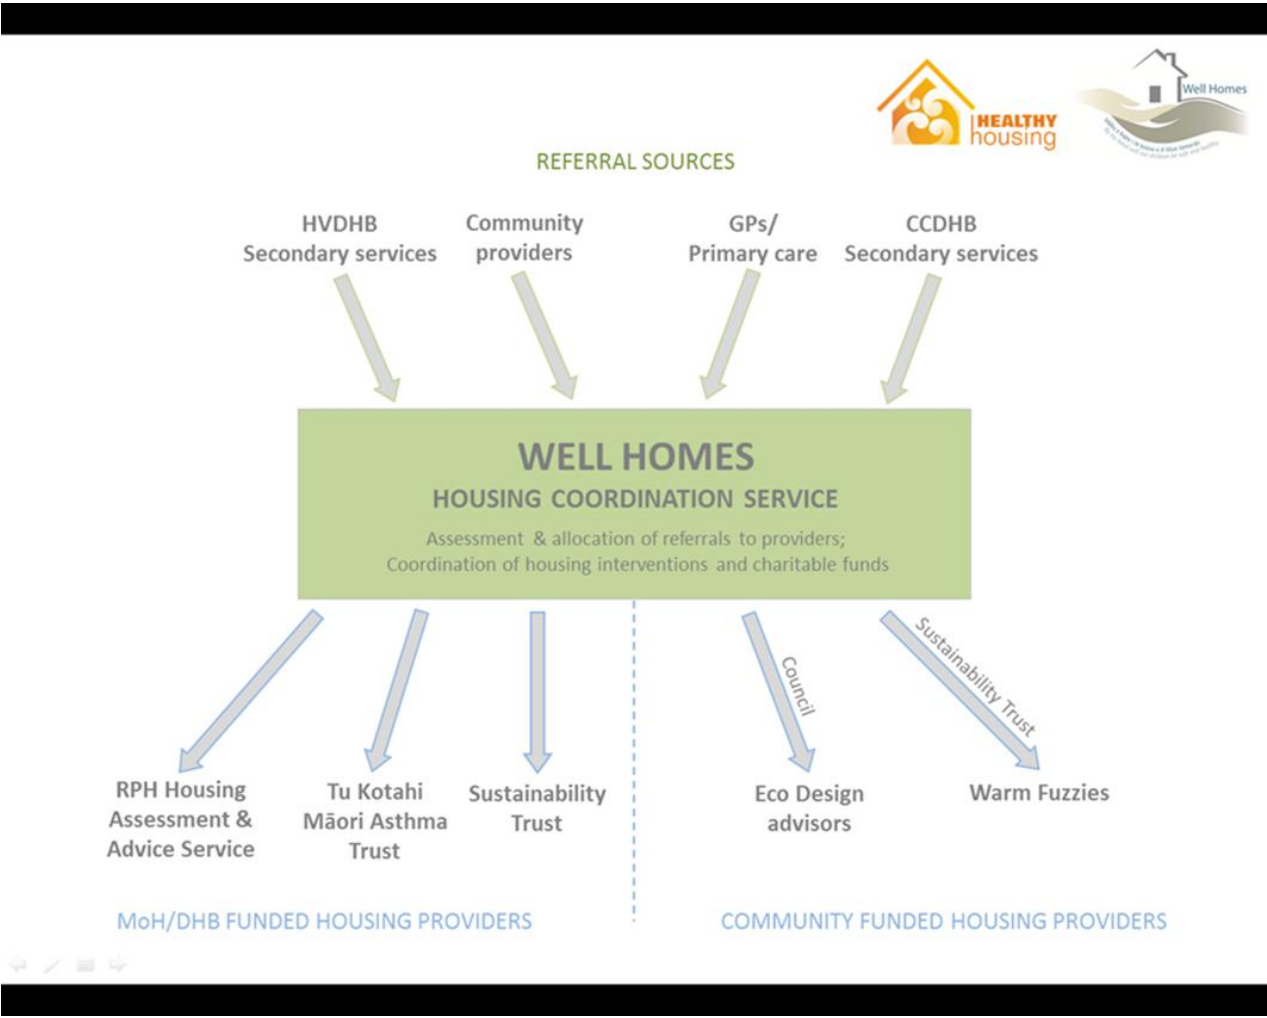 HEALTHY
housing
Well Homes
REFERRAL SOURCES
HVDHB
Secondary services
Community
providers
GPs/
Primary care
CCDHB
Secondary services
WELL HOMES
HOUSING COORDINATION SERVICE
Assessment & allocation of referrals to providers;
Coordination of housing interventions and charitable funds
Council
Sustainability Trust
RPH Housing
Assessment &
Advice Service
Tu Kotahi
Māori Asthma
Trust
Sustainability
Trust
Eco Design
advisors
Warm Fuzzies
MoH/DHB FUNDED HOUSING PROVIDERS
COMMUNITY FUNDED HOUSING PROVIDERS